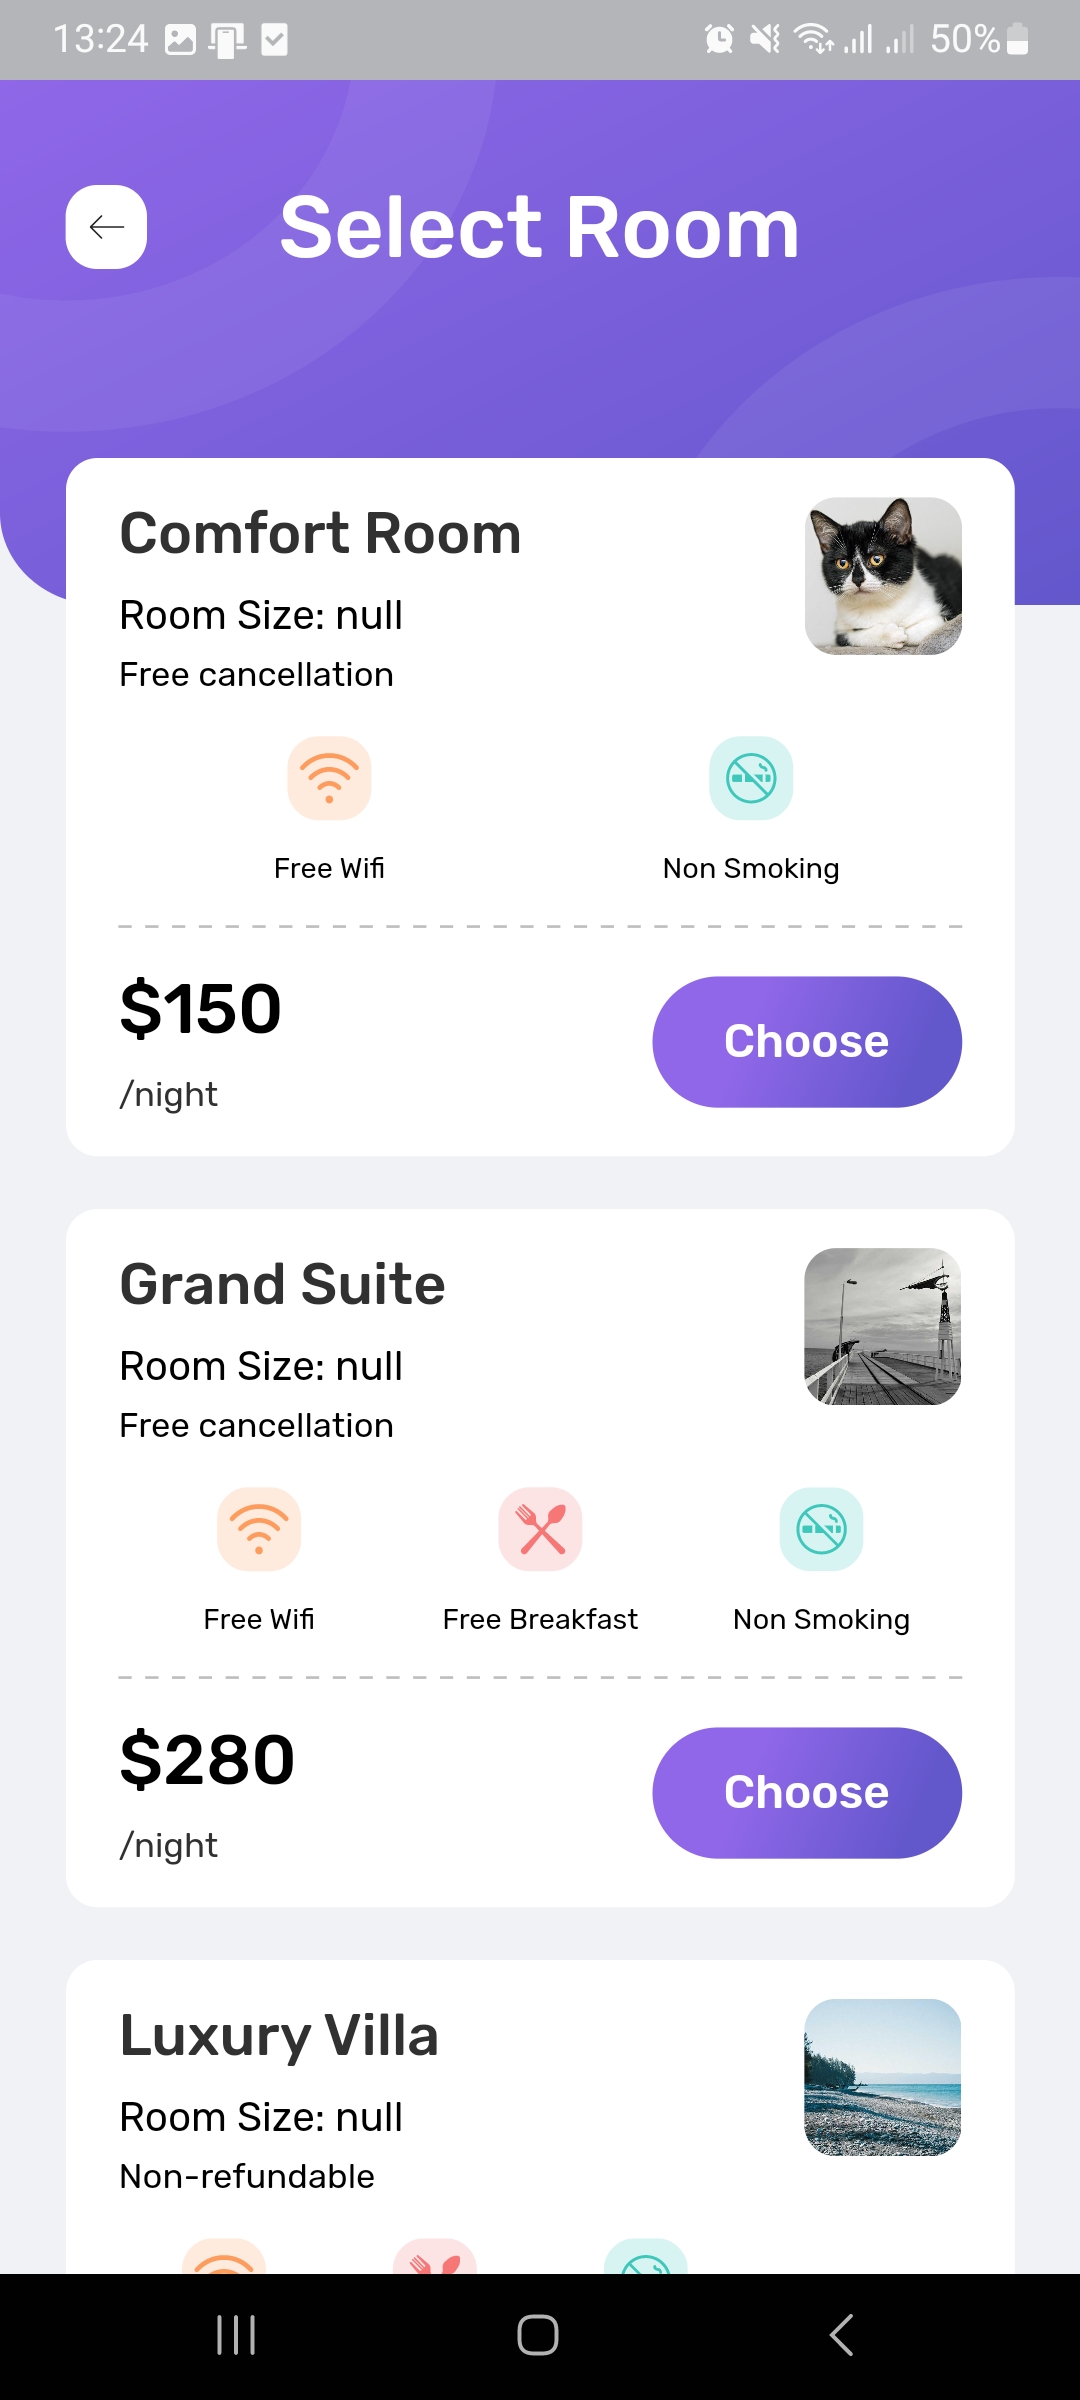 13:24
50%
Select Room
Comfort Room
Room Size: null
Free cancellation
Free Wifi
Non Smoking
$150
/night
Choose
Grand Suite
Room Size: null
Free cancellation
Free Wifi
Free Breakfast
Non Smoking
$280
/night
Choose
Luxury Villa
Room Size: null
Non-refundable